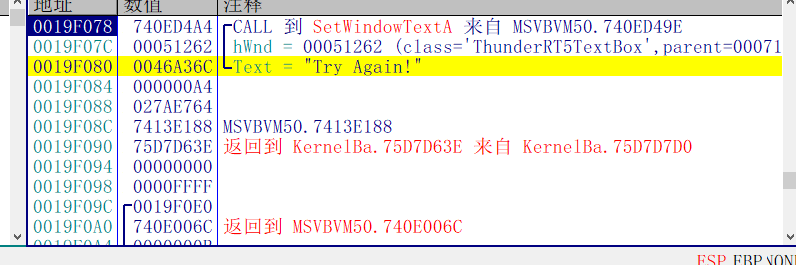 地址 数值 注释
0019F078 740ED4A4 CALL 到 SetWindowTextA 来自 MSVBVM50.740ED49E
0019F07C 00051262 hWnd = 00051262 (class='ThunderRT5TextBox',parent=00071
0019F080 0046A36C Text = "Try Again!"
0019F084 000000A4
0019F088 027AE764
0019F08C 7413E188 MSVBVM50.7413E188
0019F090 75D7D63E 返回到 KernelBa.75D7D63E 来自 KernelBa.75D7D7D0
0019F094 00000000
0019F098 0000FFFF
0019F09C 0019F0E0
0019F0A0 740E006C 返回到 MSVBVM50.740E006C
0019F0A4 0000000B
ESP EBP NON